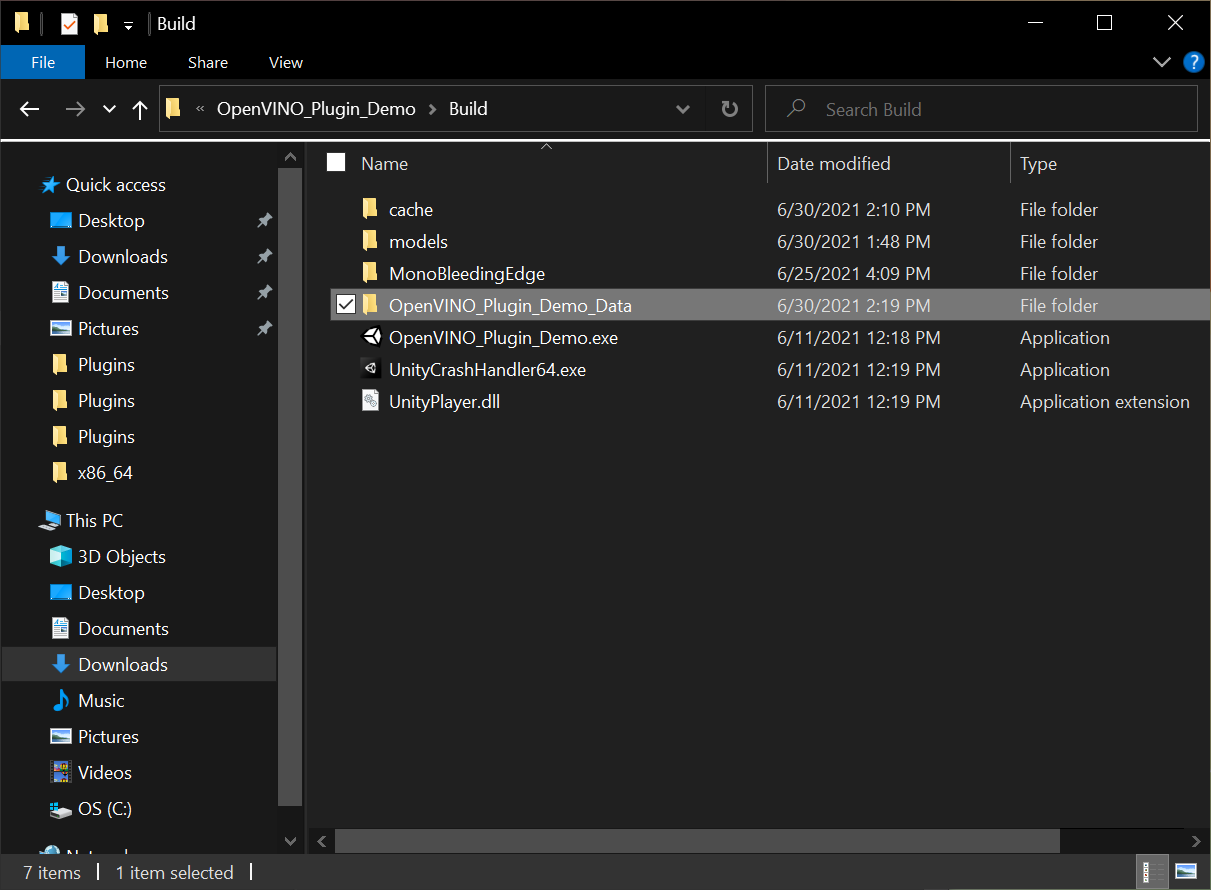 Build
File Home Share View ?
« OpenVINO_Plugin_Demo > Build Search Build
Name Date modified Type
Quick access
Desktop
Downloads
Documents
Pictures
Plugins
Plugins
Plugins
x86_64
This PC
3D Objects
Desktop
Documents
Downloads
Music
Pictures
Videos
OS (C:)
cache 6/30/2021 2:10 PM File folder
models 6/30/2021 1:48 PM File folder
MonoBleedingEdge 6/25/2021 4:09 PM File folder
OpenVINO_Plugin_Demo_Data 6/30/2021 2:19 PM File folder
OpenVINO_Plugin_Demo.exe 6/11/2021 12:18 PM Application
UnityCrashHandler64.exe 6/11/2021 12:19 PM Application
UnityPlayer.dll 6/11/2021 12:19 PM Application extension
7 items 1 item selected